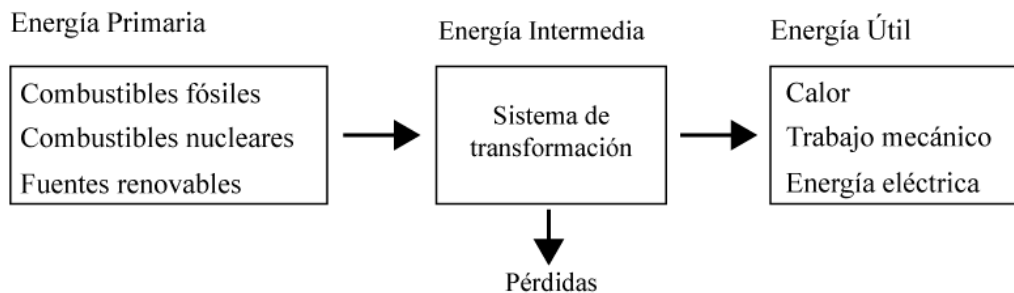 Energía Primaria
Combustibles fósiles
Combustibles nucleares
Fuentes renovables
Energía Intermedia
Sistema de
transformación
Pérdidas
Energía Útil
Calor
Trabajo mecánico
Energía eléctrica